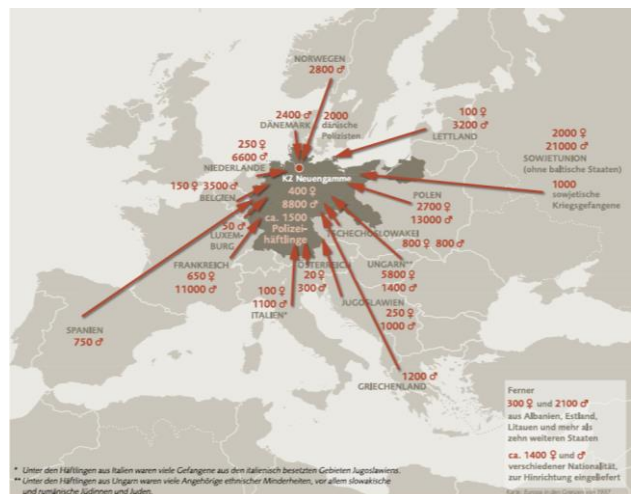 NORWEGEN
2800 ♂
2400 ♂
DÄNEMARK
2000
dänische
Polizisten
100 ♀
3200 ♂
LETTLAND
2000 ♀
21000 ♂
SOWJETUNION
(ohne baltische Staaten)
250 ♀
6600 ♂
NIEDERLANDE
KZ Neuengamme
400 ♀
8800 ♂
ca. 1500
Polizei-
häftlinge
1000
sowjetische
Kriegsgefangene
150 ♀ 3500 ♂
BELGIEN
POLEN
2700 ♀
13000 ♂
50 ♂
LUXEM-
BURG
TSCHECHOSLOWAKEI
800 ♀ 800 ♂
FRANKREICH
650 ♀
11000 ♂
ÖSTERREICH
20 ♀
300 ♂
UNGARN**
5800 ♀
1400 ♂
100 ♀
1100 ♂
ITALIEN*
JUGOSLAWIEN
250 ♀
1000 ♂
SPANIEN
750 ♂
1200 ♂
GRIECHENLAND
Ferner
300 ♀ und 2100 ♂
aus Albanien, Estland,
Litauen und mehr als
zehn weiteren Staaten
ca. 1400 ♀ und ♂
verschiedener Nationalität,
zur Hinrichtung eingeliefert
* Unter den Häftlingen aus Italien waren viele Gefangene aus den italienisch besetzten Gebieten Jugoslawiens.
** Unter den Häftlingen aus Ungarn waren viele Angehörige ethnischer Minderheiten, vor allem slowakische
und rumänische Jüdinnen und Juden.